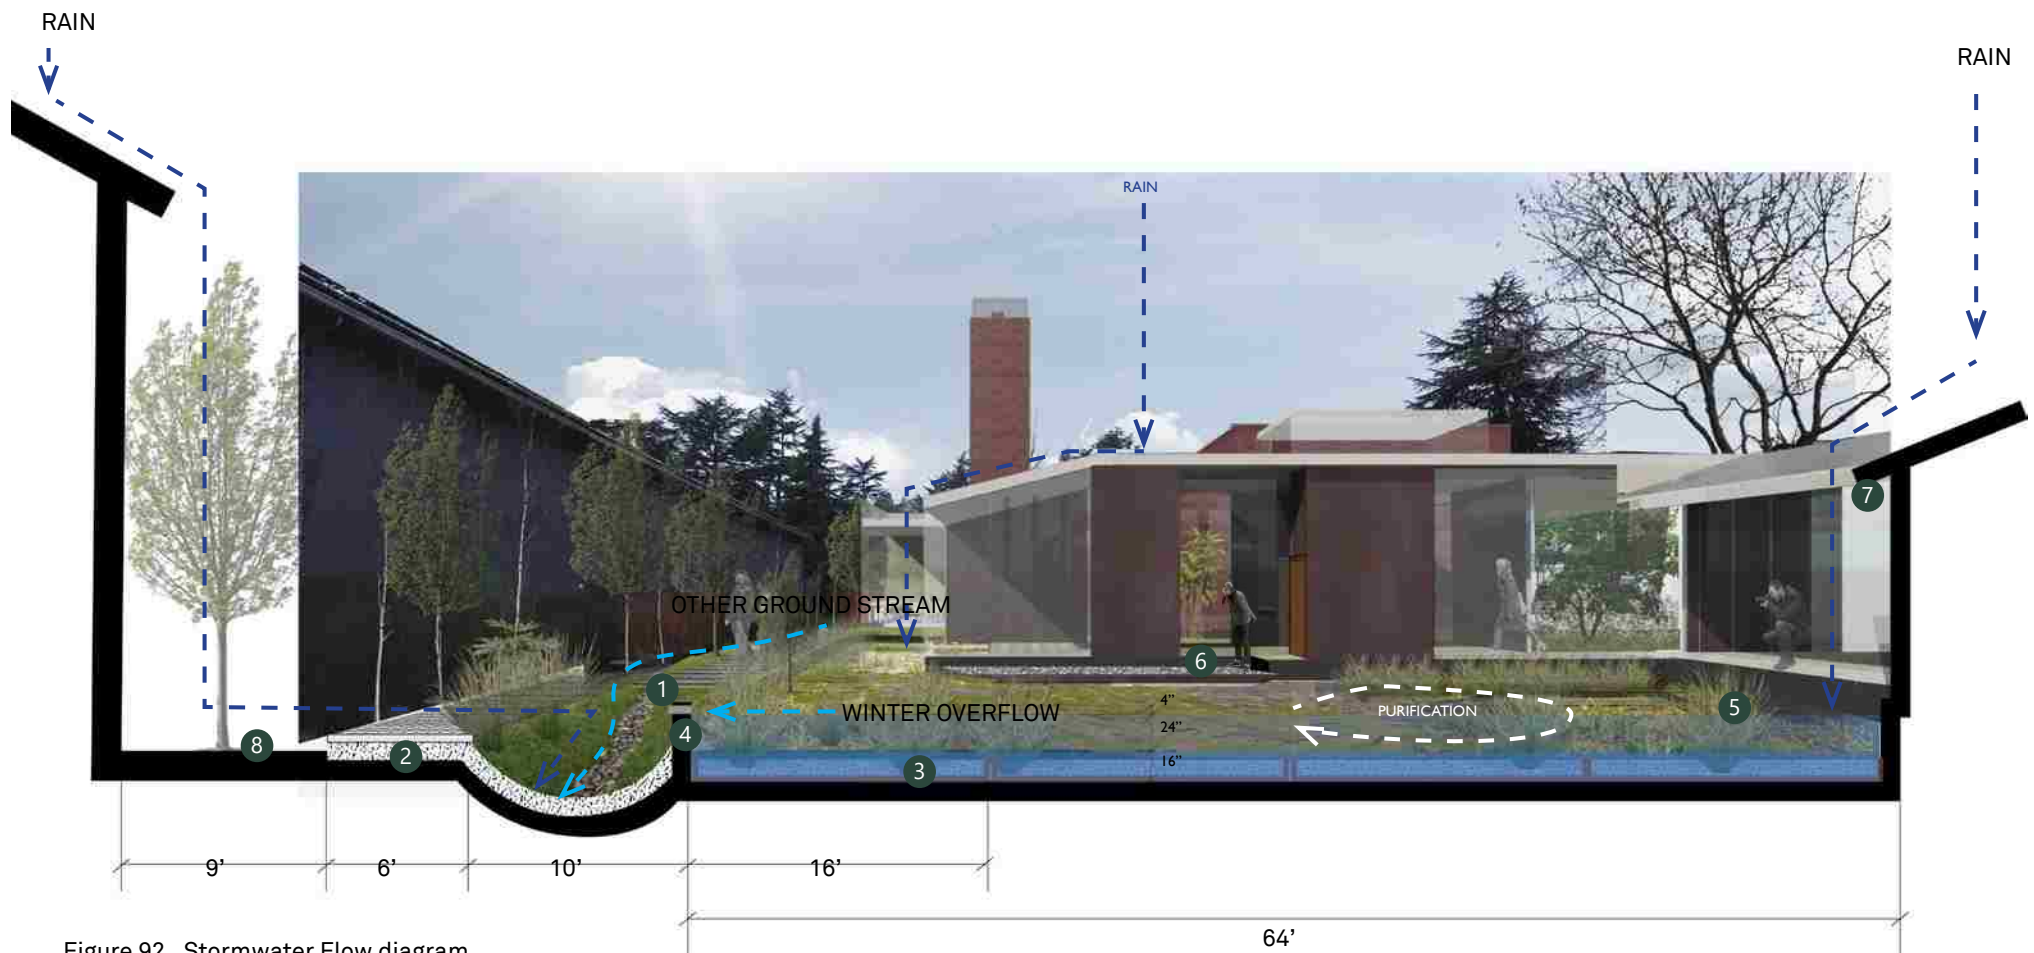 RAIN
RAIN
RAIN
OTHER GROUND STREAM
WINTER OVERFLOW
PURIFICATION
4”
24”
16”
1
2
3
4
5
6
7
8
9’
6’
10’
16’
64’
Figure 92. Stormwater Flow diagram